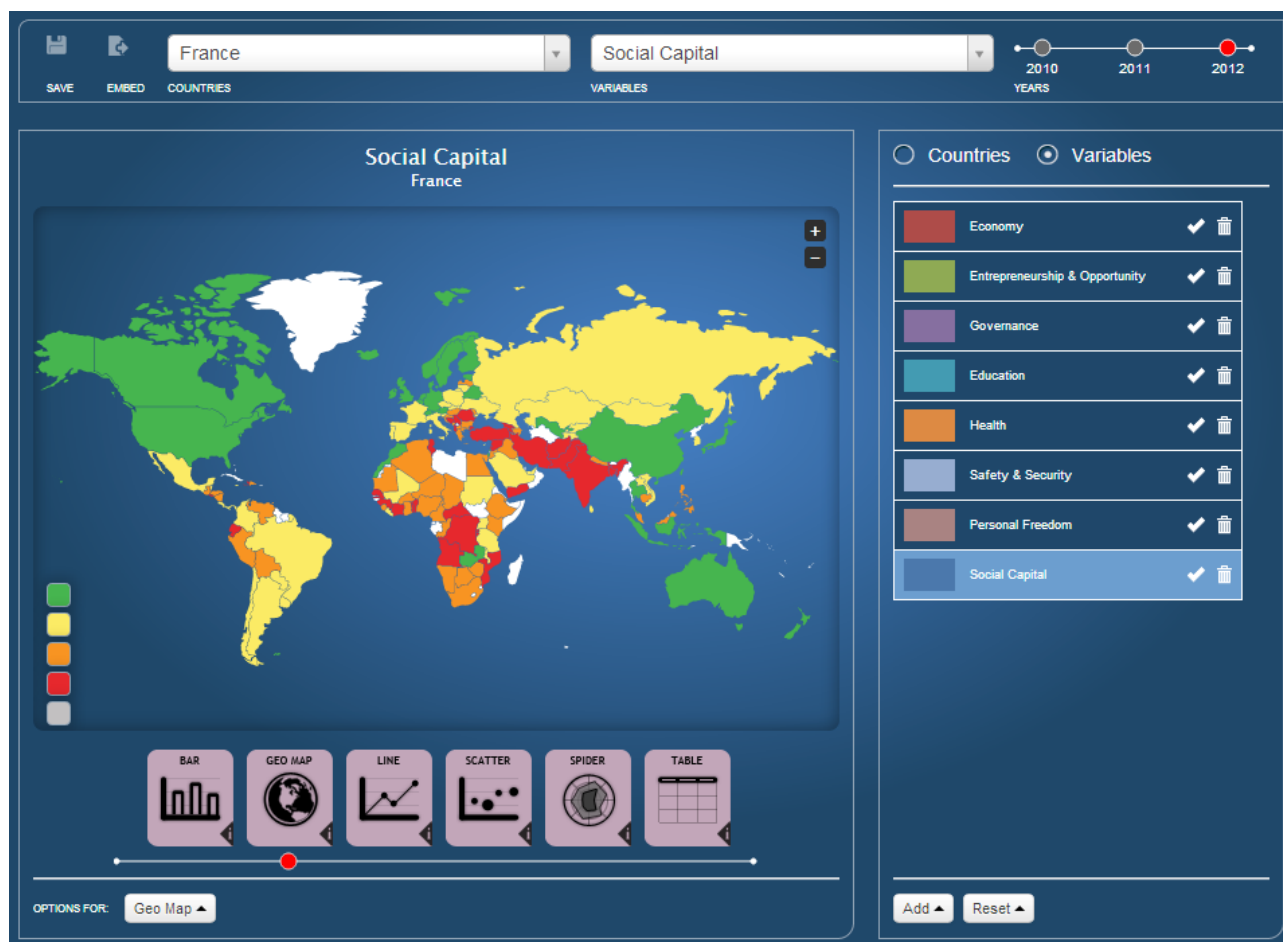 France
Social Capital
2010
2011
2012
SAVE
EMBED
COUNTRIES
VARIABLES
YEARS
Social Capital
France
+
−
BAR
GEO MAP
LINE
SCATTER
SPIDER
TABLE
i
i
i
i
i
i
OPTIONS FOR:
Geo Map
Countries
Variables
Economy
Entrepreneurship & Opportunity
Governance
Education
Health
Safety & Security
Personal Freedom
Social Capital
Add
Reset